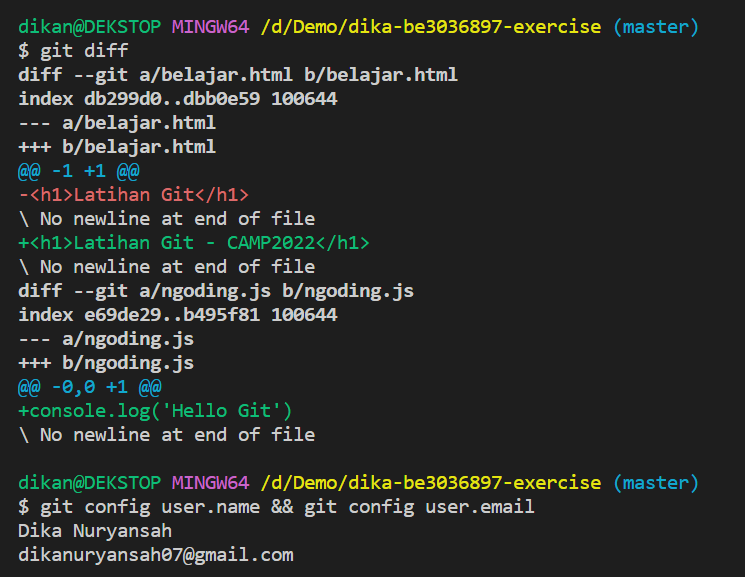 dikan@DEKSTOP MINGW64 /d/Demo/dika-be3036897-exercise (master)
$ git diff
diff --git a/belajar.html b/belajar.html
index db299d0..dbb0e59 100644
--- a/belajar.html
+++ b/belajar.html
@@ -1 +1 @@
-<h1>Latihan Git</h1>
\ No newline at end of file
+<h1>Latihan Git - CAMP2022</h1>
\ No newline at end of file
diff --git a/ngoding.js b/ngoding.js
index e69de29..b495f81 100644
--- a/ngoding.js
+++ b/ngoding.js
@@ -0,0 +1 @@
+console.log('Hello Git')
\ No newline at end of file
dikan@DEKSTOP MINGW64 /d/Demo/dika-be3036897-exercise (master)
$ git config user.name && git config user.email
Dika Nuryansah
dikanuryansah07@gmail.com